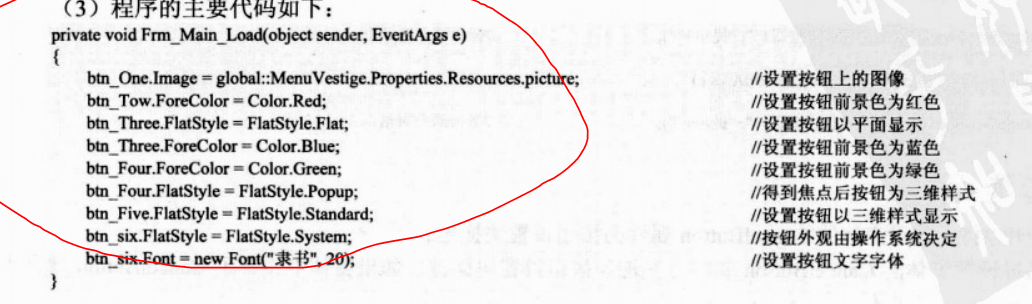 （3）程序的主要代码如下：
private void Frm_Main_Load(object sender, EventArgs e)
{
btn_One.Image = global::MenuVestige.Properties.Resources.picture; //设置按钮上的图像
btn_Tow.ForeColor = Color.Red; //设置按钮前景色为红色
btn_Three.FlatStyle = FlatStyle.Flat; //设置按钮以平面显示
btn_Three.ForeColor = Color.Blue; //设置按钮前景色为蓝色
btn_Four.ForeColor = Color.Green; //设置按钮前景色为绿色
btn_Four.FlatStyle = FlatStyle.Popup; //得到焦点后按钮为三维样式
btn_Five.FlatStyle = FlatStyle.Standard; //设置按钮以三维样式显示
btn_six.FlatStyle = FlatStyle.System; //按钮外观由操作系统决定
btn_six.Font = new Font("隶书", 20); //设置按钮文字字体
}